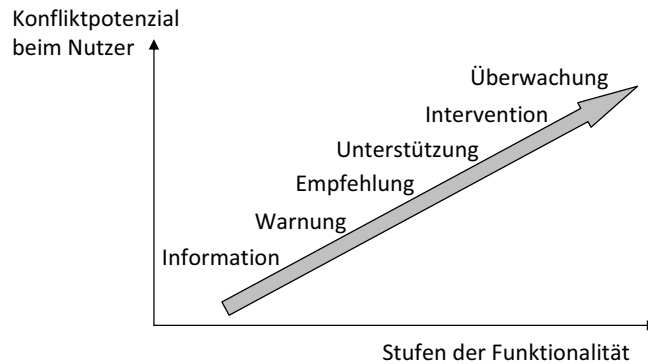 Konfliktpotenzial
beim Nutzer
Überwachung
Intervention
Unterstützung
Empfehlung
Warnung
Information
Stufen der Funktionalität